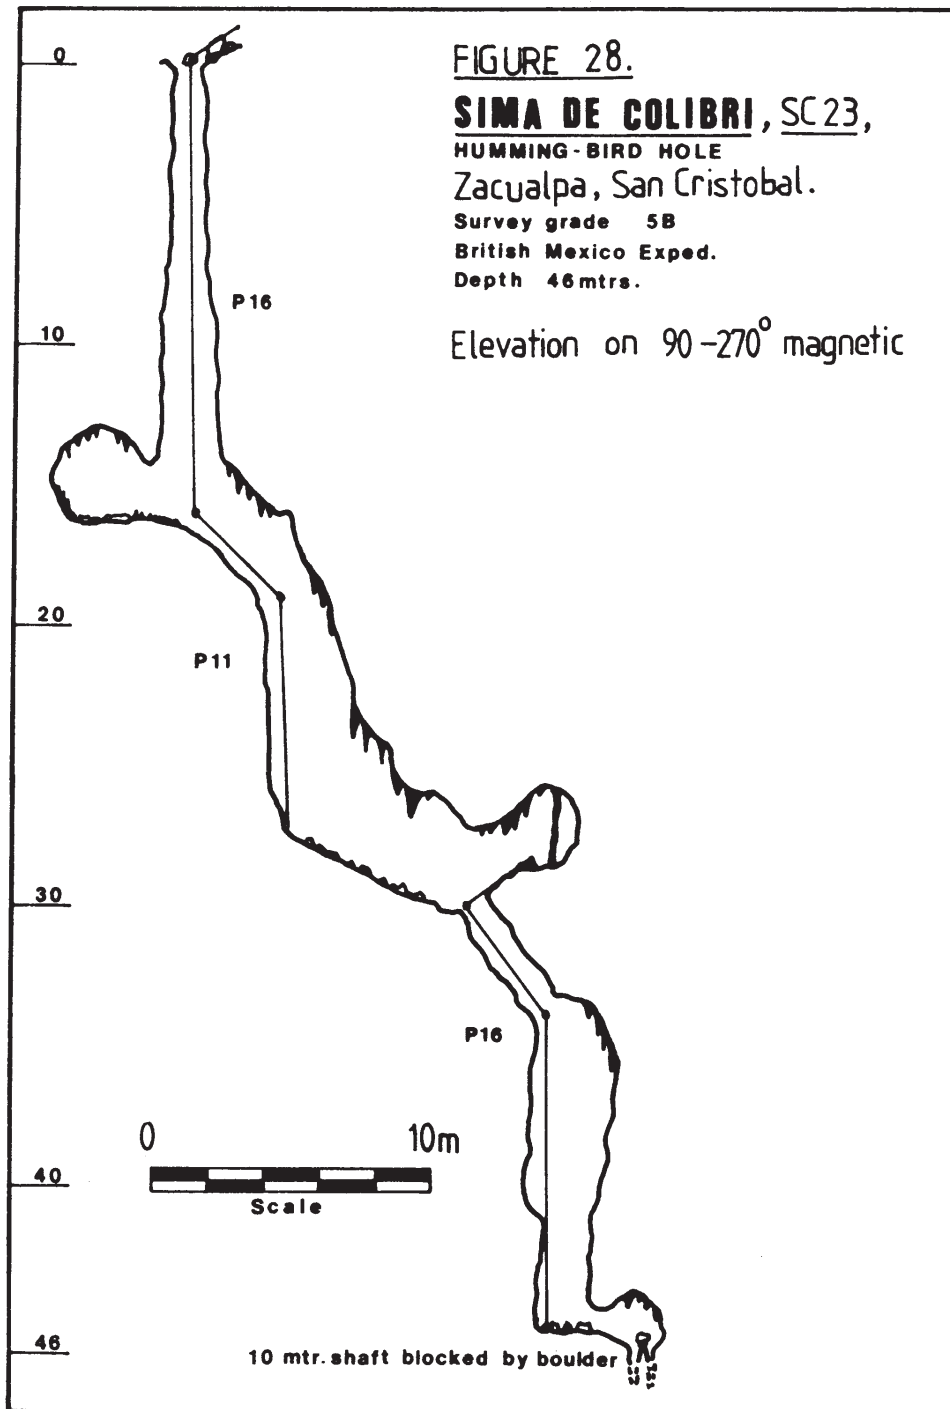 FIGURE 28.
SIMA DE COLIBRI, SC23,
HUMMING-BIRD HOLE
Zacualpa, San Cristobal.
Survey grade 5B
British Mexico Exped.
Depth 46mtrs.
Elevation on 90-270° magnetic
0
P16
10
20
P11
30
P16
0 10m
Scale
40
46
10 mtr. shaft blocked by boulder